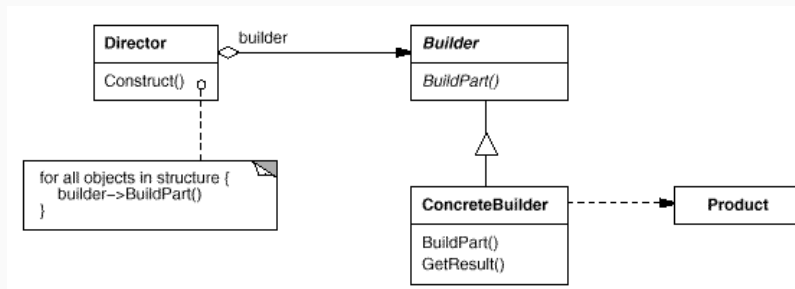 Director
Construct()
builder
Builder
BuildPart()
for all objects in structure {
builder->BuildPart()
}
ConcreteBuilder
BuildPart()
GetResult()
Product